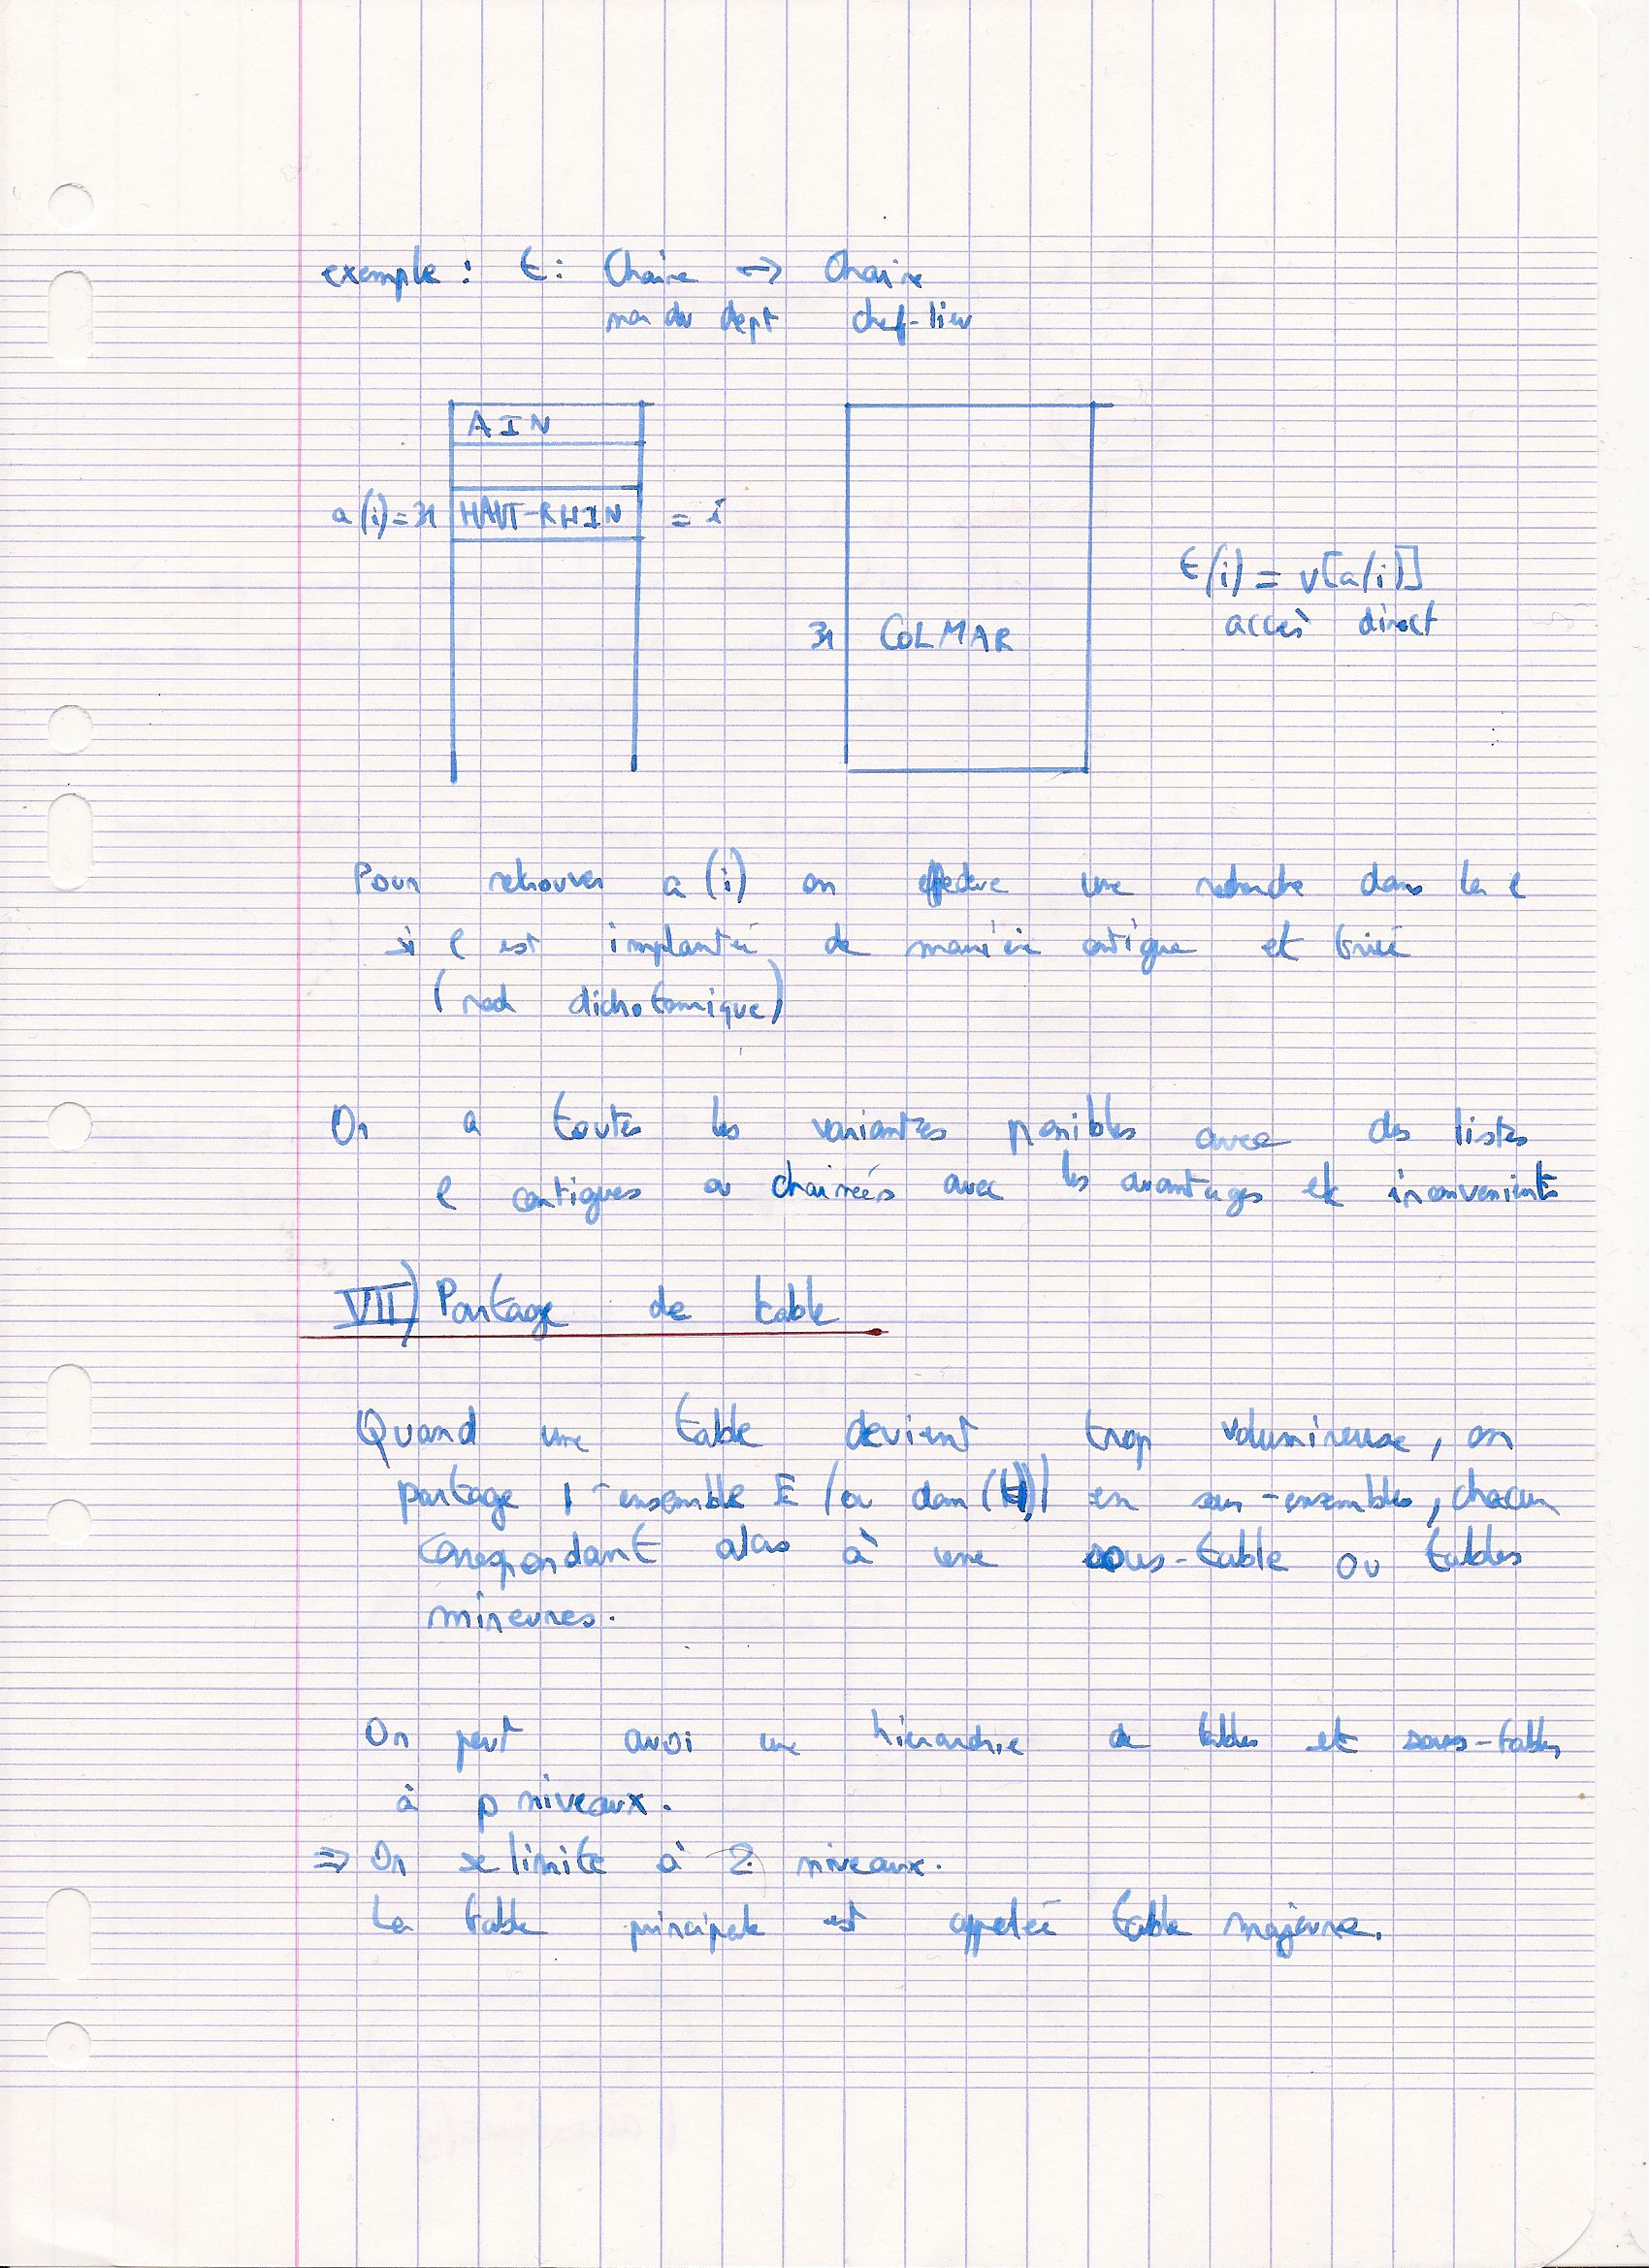 exemple : t : Chaine → Chaine
nom du dept chef-lieu
AIN
a(i)=31 HAUT-RHIN = i
t(i) = v[a(i)]
accès direct
31 COLMAR
Pour retrouver a(i) on effectue une recherche dans la l
si l est implantée de manière contigue et triée
(rech dichotomique)
On a toutes les variantes possibles avec des listes
l contigues ou chainées avec les avantages et inconvenients
VII) Partage de table
Quand une table devient trop volumineuse, on
partage l'ensemble E (ou dom(t)) en sous-ensembles, chacun
correspondant alors à une sous-table ou tables
mineures.
On peut avoir une hierarchie de tables et sous-tables
à p niveaux.
⇒ On se limite à 2 niveaux.
La table principale est appelée table majeure.